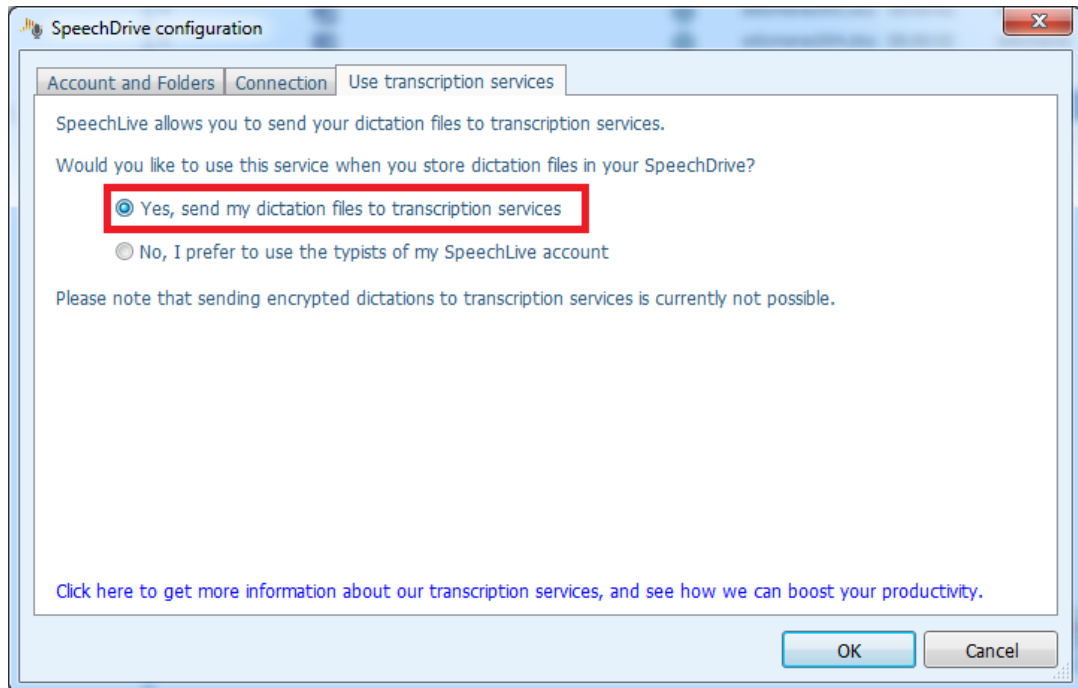 SpeechDrive configuration
Account and Folders Connection Use transcription services
SpeechLive allows you to send your dictation files to transcription services.
Would you like to use this service when you store dictation files in your SpeechDrive?
Yes, send my dictation files to transcription services
No, I prefer to use the typists of my SpeechLive account
Please note that sending encrypted dictations to transcription services is currently not possible.
Click here to get more information about our transcription services, and see how we can boost your productivity.
OK Cancel